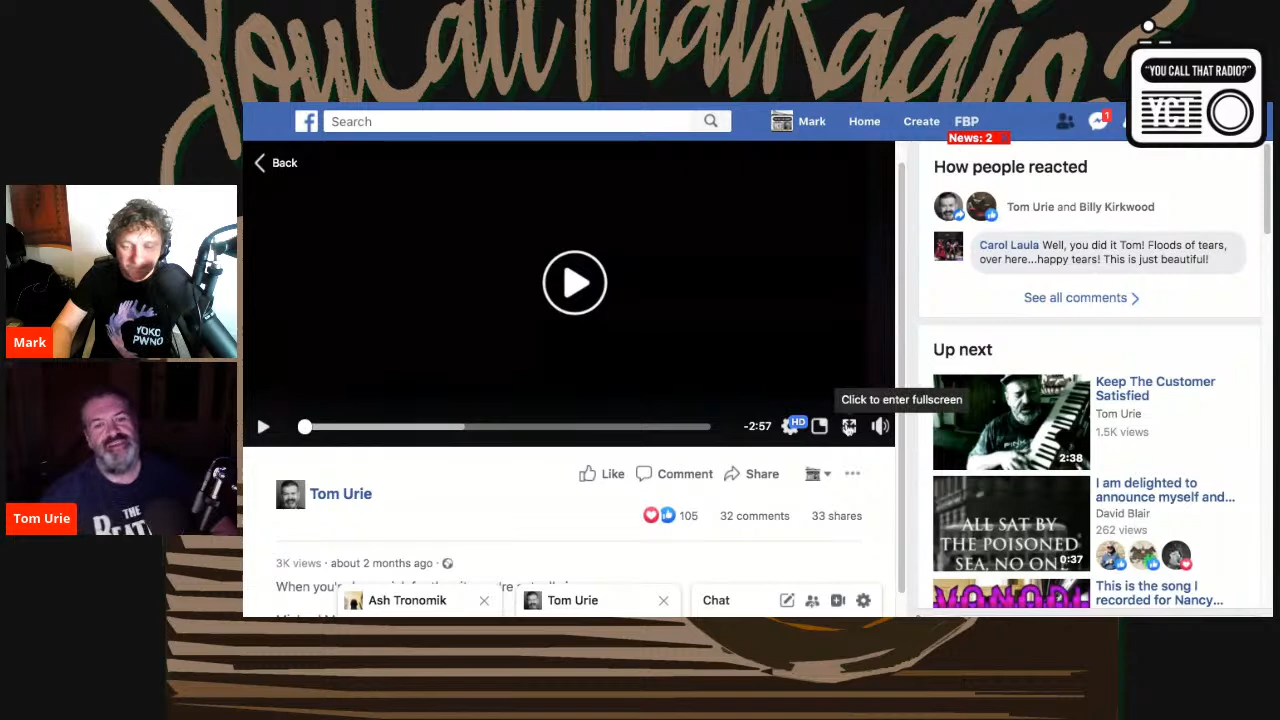 YouCallThatRadio?
"YOU CALL THAT RADIO?"
YCT
Search
Mark
Home
Create
FBP
1
News: 2
Back
How people reacted
Tom Urie and Billy Kirkwood
Carol Laula Well, you did it Tom! Floods of tears,
over here...happy tears! This is just beautiful!
See all comments
Mark
YOKO
PWNO
Up next
Keep The Customer
Satisfied
Tom Urie
1.5K views
2:38
Click to enter fullscreen
-2:57
HD
Like
Comment
Share
Tom Urie
105
32 comments
33 shares
I am delighted to
announce myself and...
David Blair
262 views
ALL SAT BY
THE POISONED
SEA, NO ONE
0:37
Tom Urie
THE
BEAT
3K views · about 2 months ago ·
When
Ash Tronomik
Tom Urie
Chat
This is the song I
recorded for Nancy...